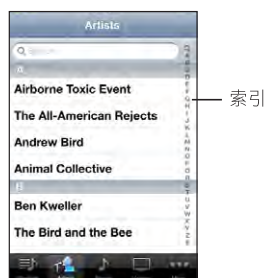 Artists
Airborne Toxic Event
索引
The All-American Rejects
Andrew Bird
Animal Collective
B
Ben Kweller
The Bird and the Bee